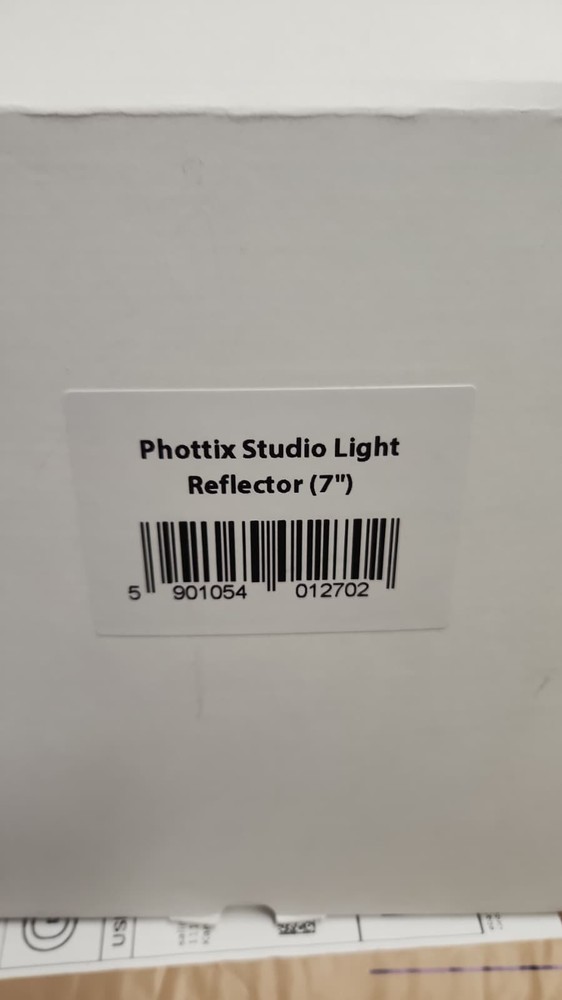 Phottix Studio Light
Reflector (7")
5 901054 012702